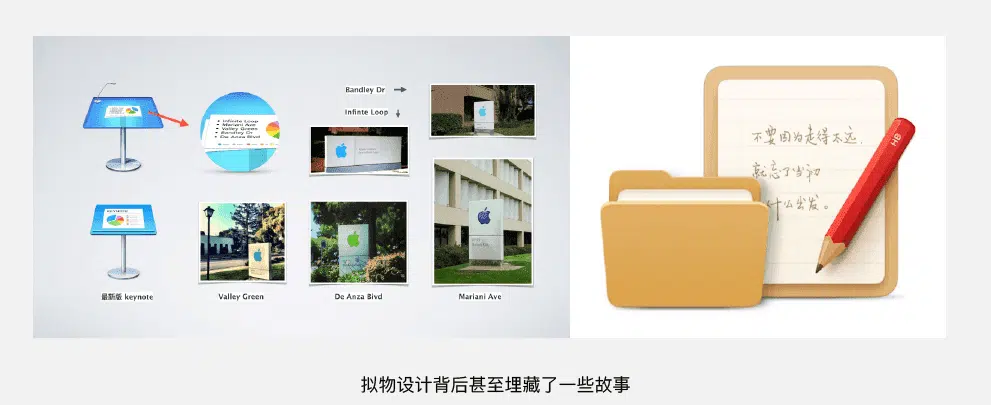 Infinite Loop
Mariani Ave
Valley Green
Bandley Dr
De Anza Blvd
Bandley Dr
Infinte Loop
KEYNOTE
最新版 keynote
Valley Green
De Anza Blvd
Mariani Ave
不要因为走得太远，
就忘了当初
什么出发。
HB
拟物设计背后甚至埋藏了一些故事